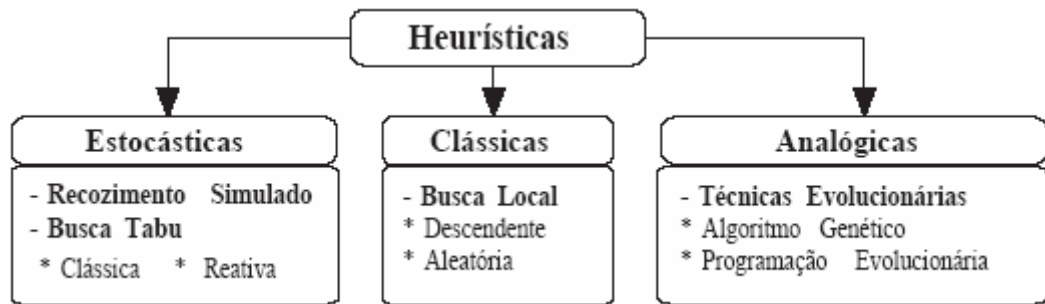 Heurísticas
Estocásticas
- Recozimento Simulado
- Busca Tabu
* Clássica * Reativa
Clássicas
- Busca Local
* Descendente
* Aleatória
Analógicas
- Técnicas Evolucionárias
* Algoritmo Genético
* Programação Evolucionária